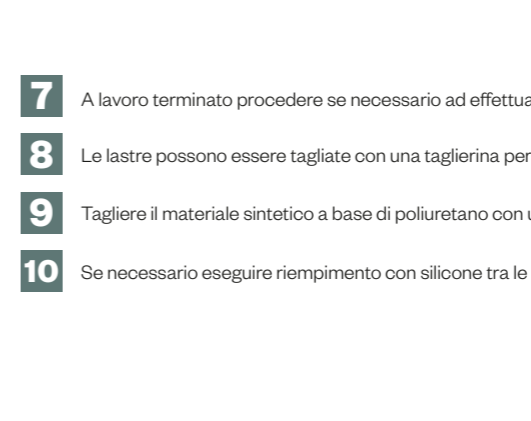 7 A lavoro terminato procedere se necessario ad effettua
8 Le lastre possono essere tagliate con una taglierina per
9 Tagliere il materiale sintetico a base di poliuretano con u
10 Se necessario eseguire riempimento con silicone tra le